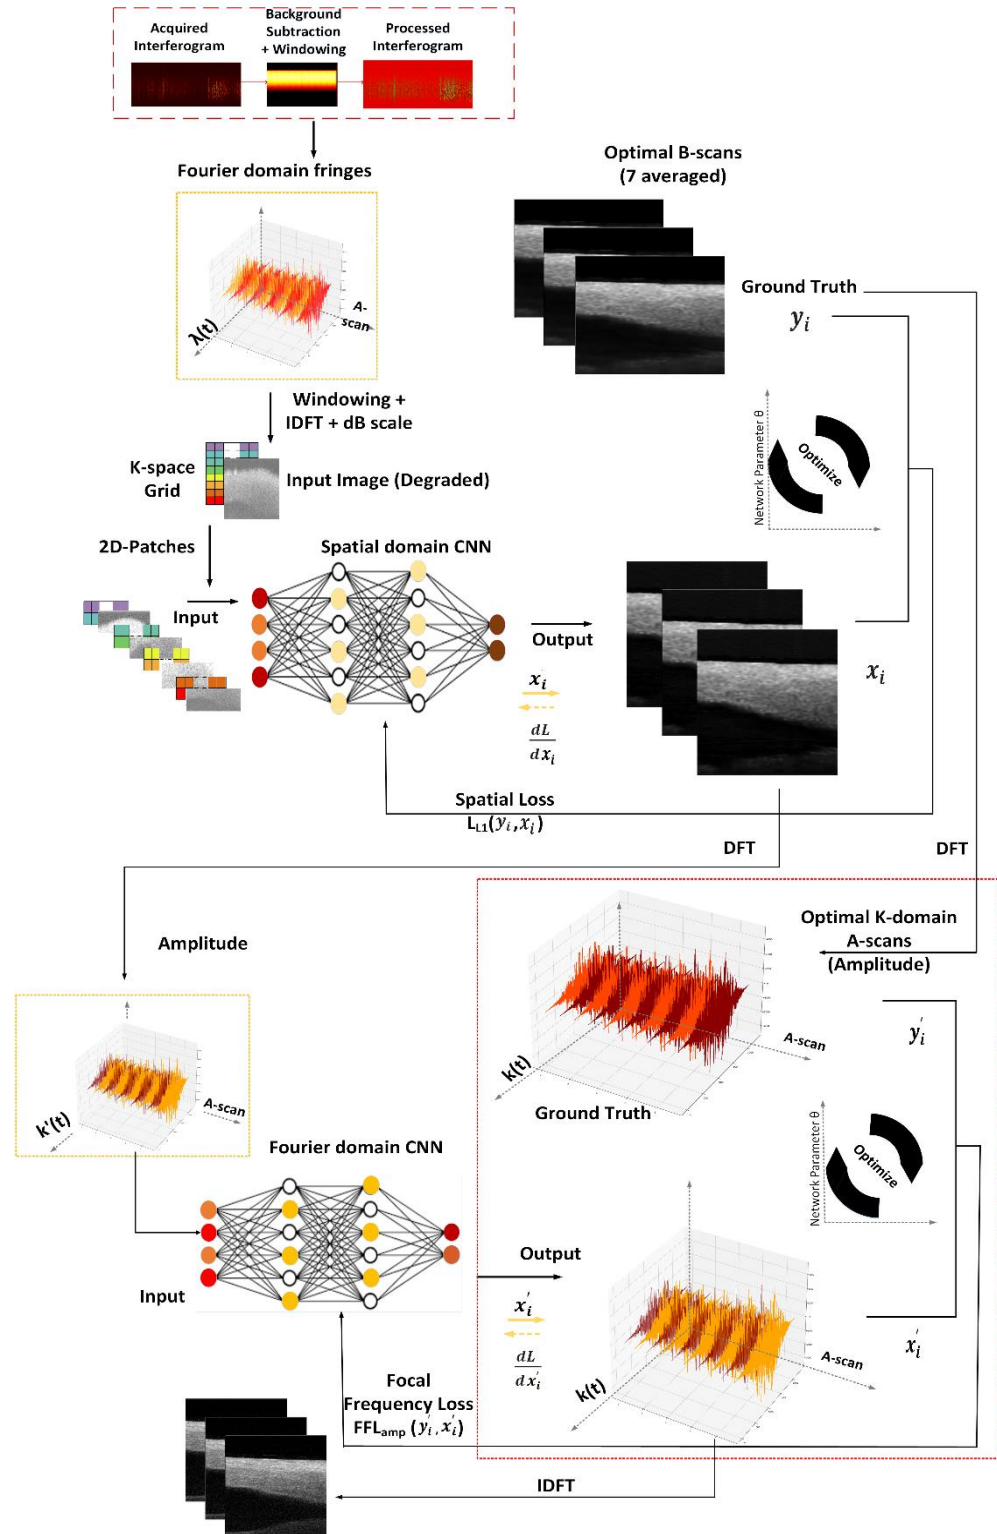 Acquired
Interferogram
Background
Subtraction
+ Windowing
Processed
Interferogram
Fourier domain fringes
A-
scan
λ(t)
Optimal B-scans
(7 averaged)
Ground Truth
yᵢ
Windowing +
IDFT + dB scale
K-space
Grid
Input Image (Degraded)
Network Parameter θ
Optimize
2D-Patches
Spatial domain CNN
Input
Output
xᵢ
dL
dxᵢ
xᵢ
Spatial Loss
L_L1(yᵢ,xᵢ)
DFT
DFT
Amplitude
Optimal K-domain
A-scans
(Amplitude)
A-scan
k(t)
Ground Truth
y'ᵢ
A-scan
k'(t)
Fourier domain CNN
Network Parameter θ
Optimize
Input
Output
x'ᵢ
dL
dx'ᵢ
A-scan
k(t)
x'ᵢ
Focal
Frequency Loss
FFL_amp (y'ᵢ, x'ᵢ)
IDFT